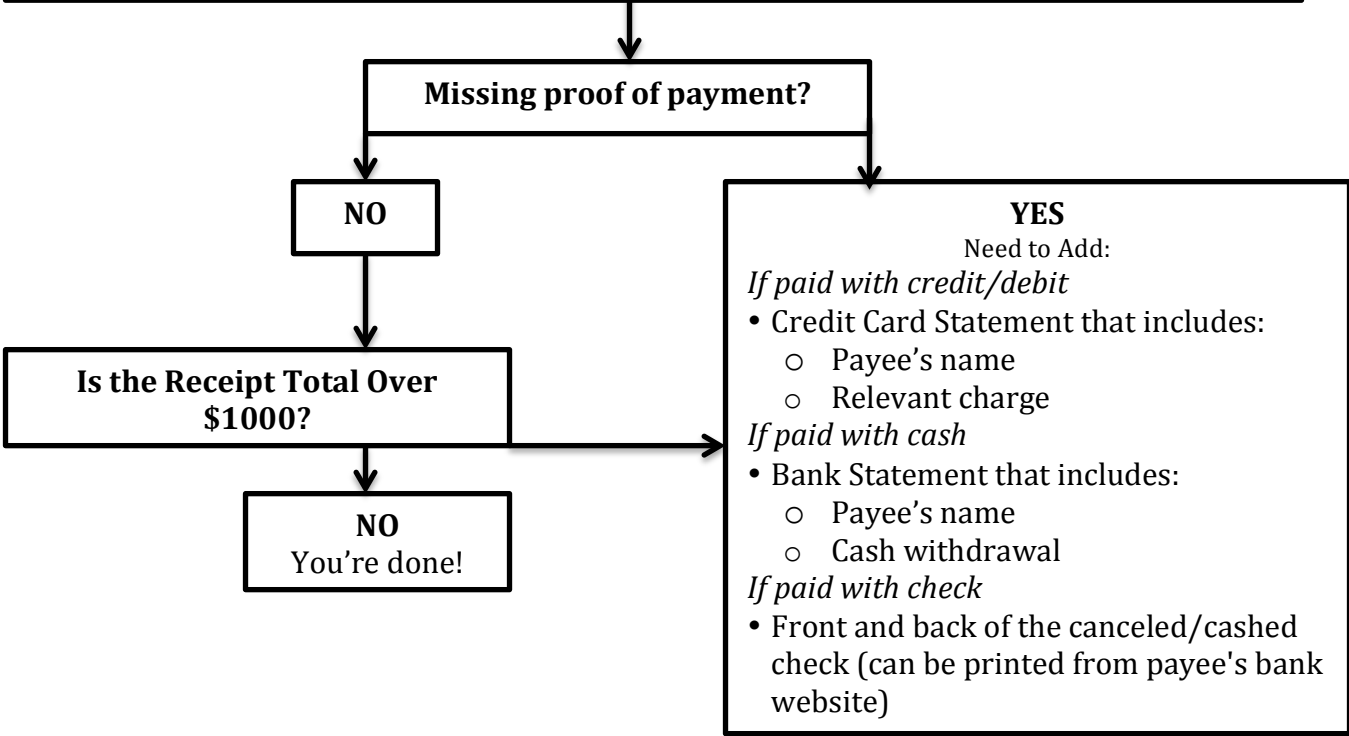 Missing proof of payment?
NO
YES
Need to Add:
If paid with credit/debit
• Credit Card Statement that includes:
o Payee’s name
o Relevant charge
If paid with cash
• Bank Statement that includes:
o Payee’s name
o Cash withdrawal
If paid with check
• Front and back of the canceled/cashed
check (can be printed from payee's bank
website)
Is the Receipt Total Over
$1000?
NO
You’re done!